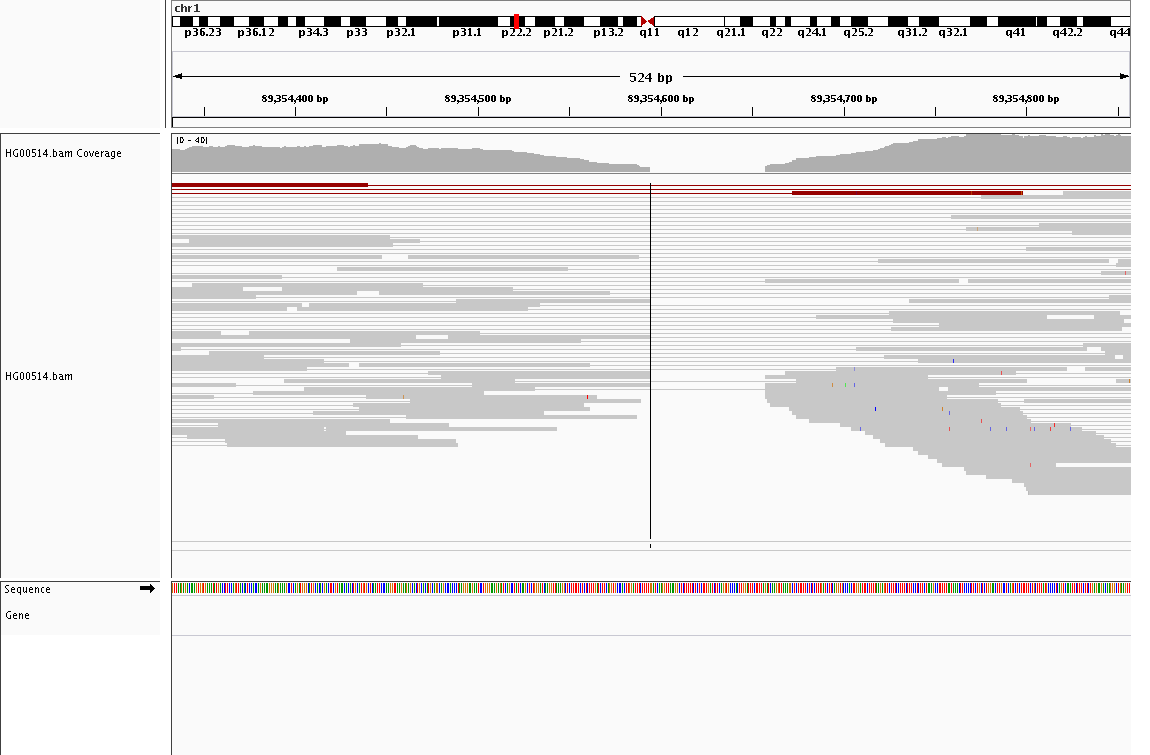 chr1
p36.23 p36.12 p34.3 p33 p32.1 p31.1 p22.2 p21.2 p13.2 q11 q12 q21.1 q22 q24.1 q25.2 q31.2 q32.1 q41 q42.2 q44
524 bp
89,354,400 bp 89,354,500 bp 89,354,600 bp 89,354,700 bp 89,354,800 bp
HG00514.bam Coverage
[0 - 40]
HG00514.bam
Sequence
Gene